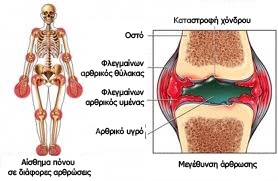 Καταστροφή χόνδρου
Οστό
Φλεγμαίνων
αρθρικός θύλακας
Φλεγμαίνων
αρθρικός υμένας
Αρθρικό υγρό
Αίσθημα πόνου
σε διάφορες αρθρώσεις
Μεγέθυνση άρθρωσης